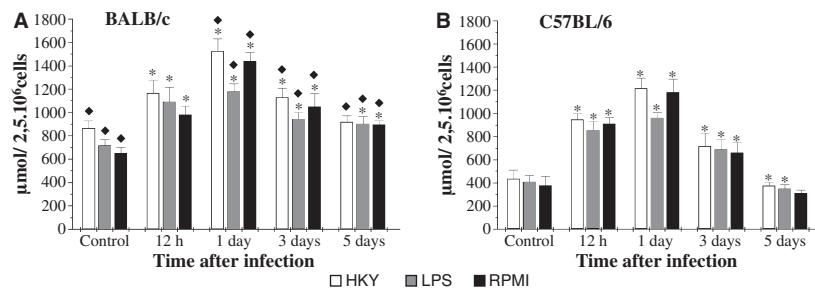 A BALB/c
µmol/ 2,5.10⁶cells
1800
1600
1400
1200
1000
800
600
400
200
0
* * * * * * * * * * *
Control 12 h 1 day 3 days 5 days
Time after infection
B C57BL/6
µmol/ 2,5.10⁶cells
1800
1600
1400
1200
1000
800
600
400
200
0
* * * * * * * * * * *
Control 12 h 1 day 3 days 5 days
Time after infection
HKY LPS RPMI